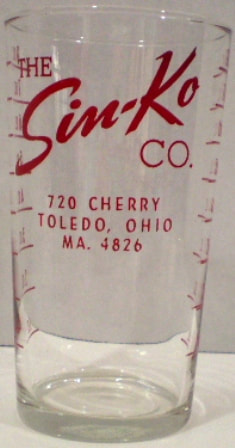 THE
Sin-Ko
CO.
720 CHERRY
TOLEDO, OHIO
MA. 4826